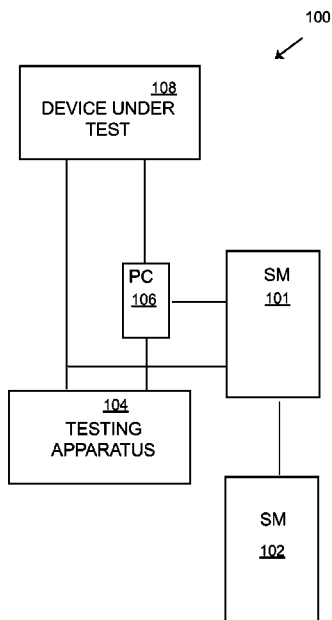 100
108
DEVICE UNDER
TEST
PC
106
SM
101
104
TESTING
APPARATUS
SM
102